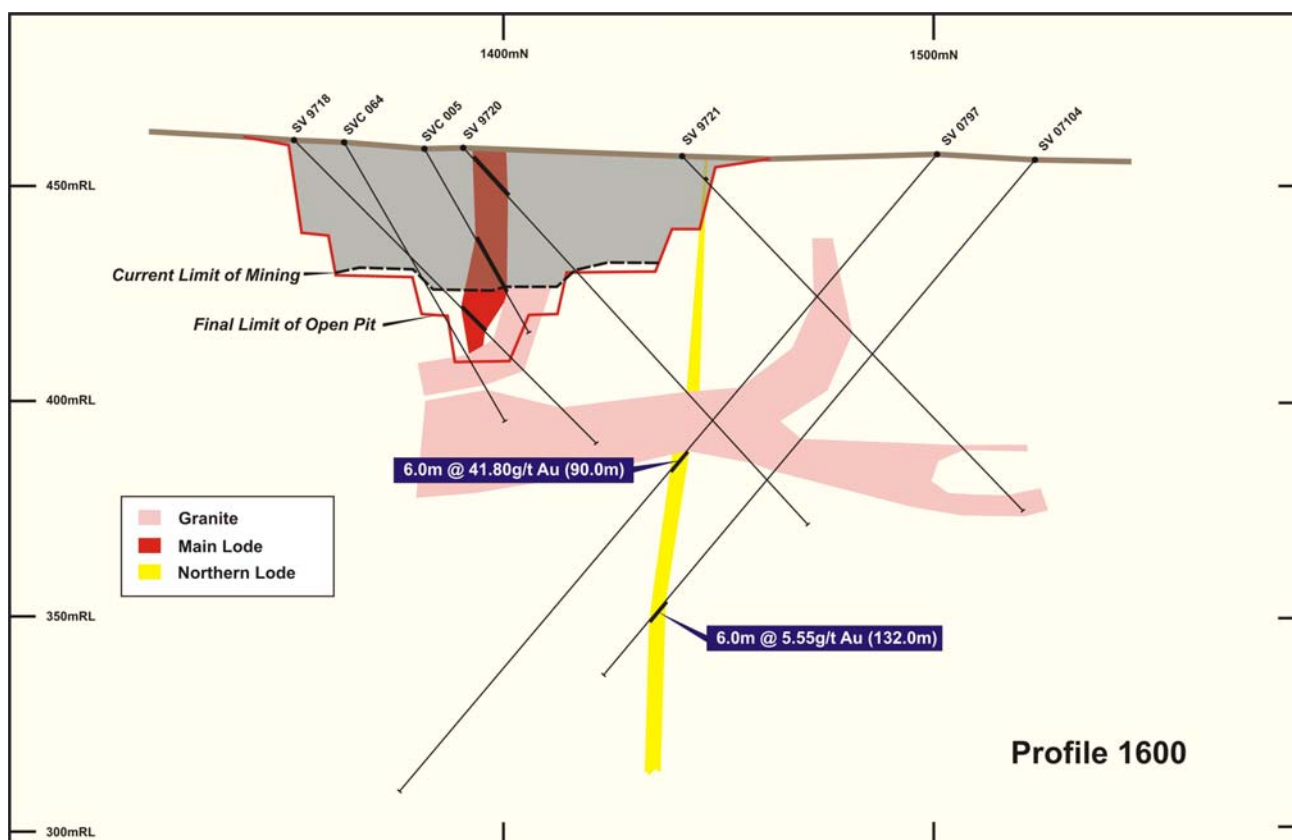 1400mN
1500mN
SV 9718
SVC 064
SVC 005
SV 9720
SV 9721
SV 0797
SV 07104
450mRL
Current Limit of Mining
Final Limit of Open Pit
400mRL
6.0m @ 41.80g/t Au (90.0m)
Granite
Main Lode
Northern Lode
350mRL
6.0m @ 5.55g/t Au (132.0m)
Profile 1600
300mRL